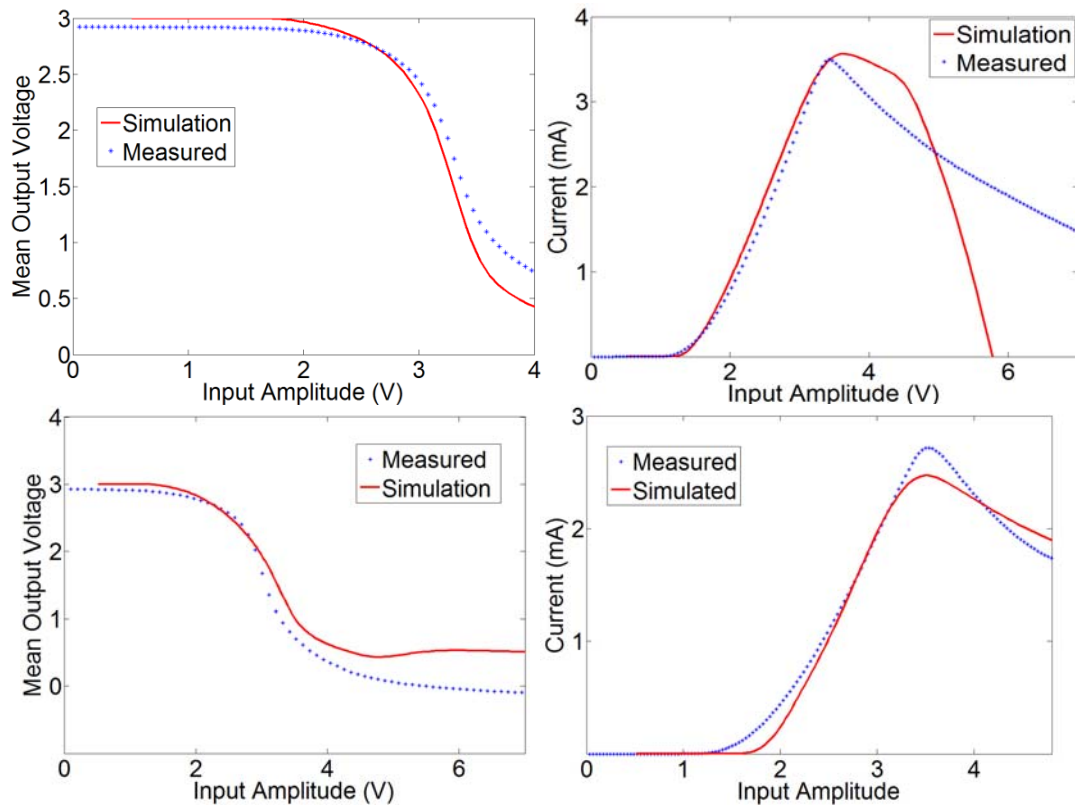 Mean Output Voltage
3
2.5
2
1.5
1
0.5
0
Simulation
Measured
0 1 2 3 4
Input Amplitude (V)
Current (mA)
4
3
2
1
Simulation
Measured
0 2 4 6
Input Amplitude (V)
Mean Output Voltage
4
3
2
1
0
Measured
Simulation
0 2 4 6
Input Amplitude (V)
Current (mA)
3
2
1
Measured
Simulated
0 1 2 3 4
Input Amplitude